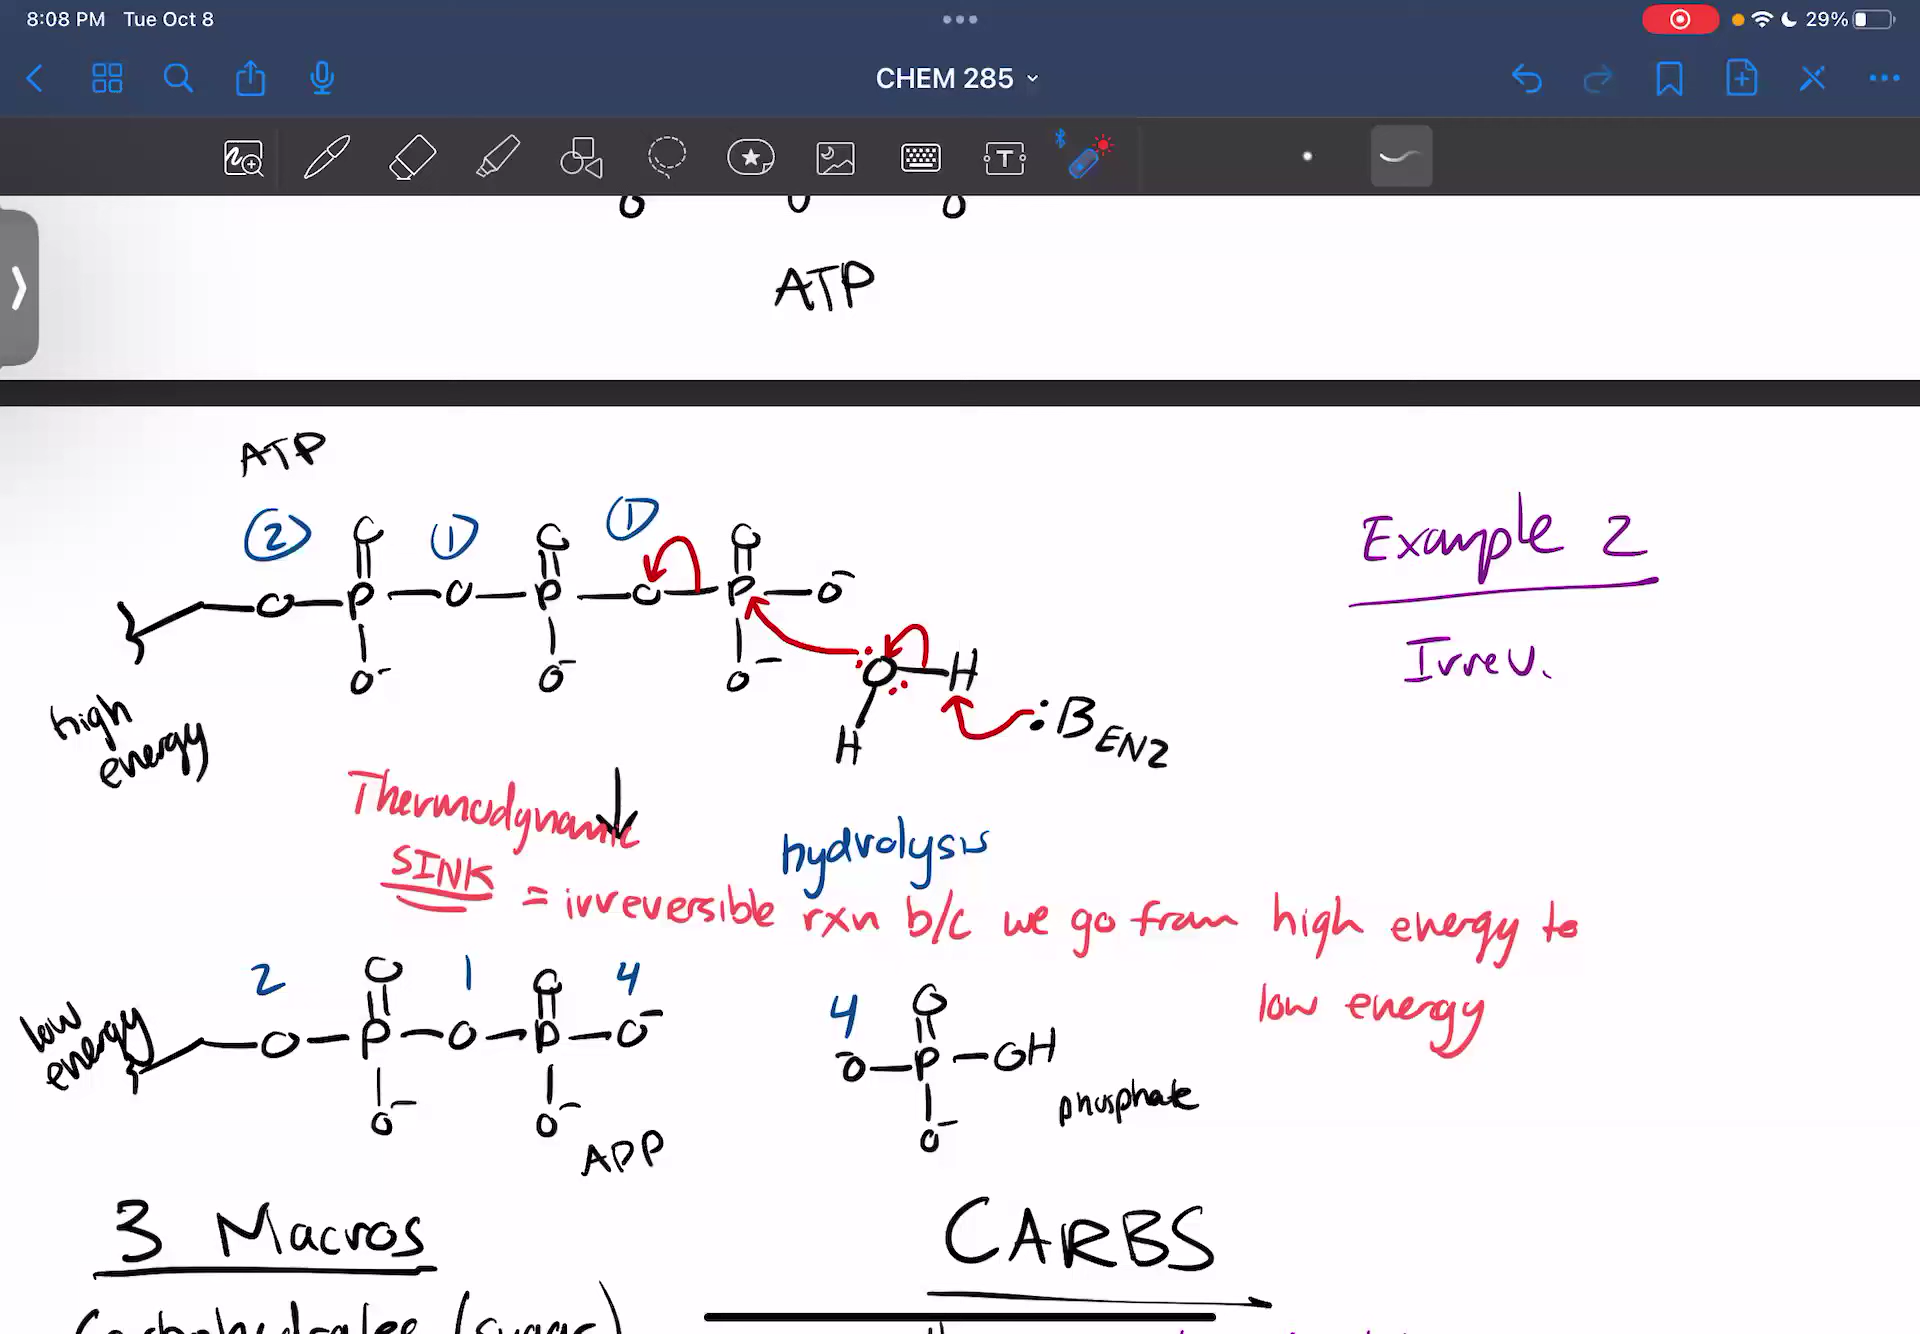 8:08 PM Tue Oct 8
29%
CHEM 285
T
O O O
ATP
ATP
Example 2
Irrev.
② ① ①
O O O
O P O P O P O⁻
O⁻ O⁻ O⁻
O H
H
:B ENZ
high
energy
Thermodynamic
hydrolysis
SINK = irreversible rxn b/c we go from high energy to
low energy
2 1 4
O O
O P O P O⁻
O⁻ O⁻
low
energy
ADP
4
O
⁻O P OH
O⁻
phosphate
3 Macros
CARBS
Carbohydrates (sugar)